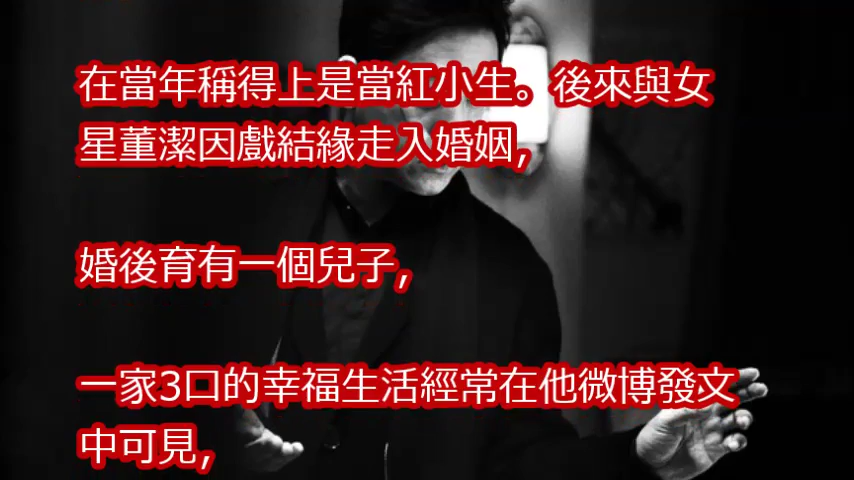 在當年稱得上是當紅小生。後來與女
星董潔因戲結緣走入婚姻，
婚後育有一個兒子，
一家3口的幸福生活經常在他微博發文
中可見，